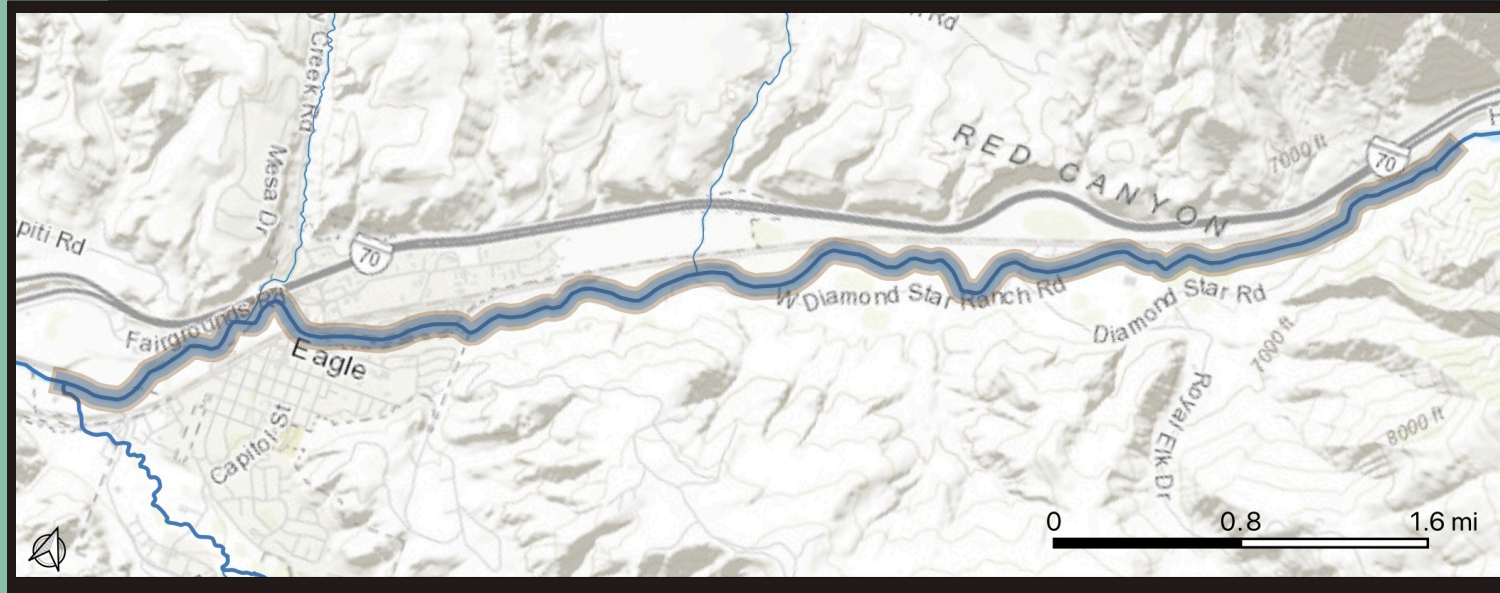 y Creek Rd
Rd
Mesa Dr
RED CANYON
7000 ft
70
piti Rd
70
Fairgrounds Rd
W Diamond Star Ranch Rd
Diamond Star Rd
Eagle
7000 ft
Royal Elk Dr
Capitol St
8000 ft
0 0.8 1.6 mi